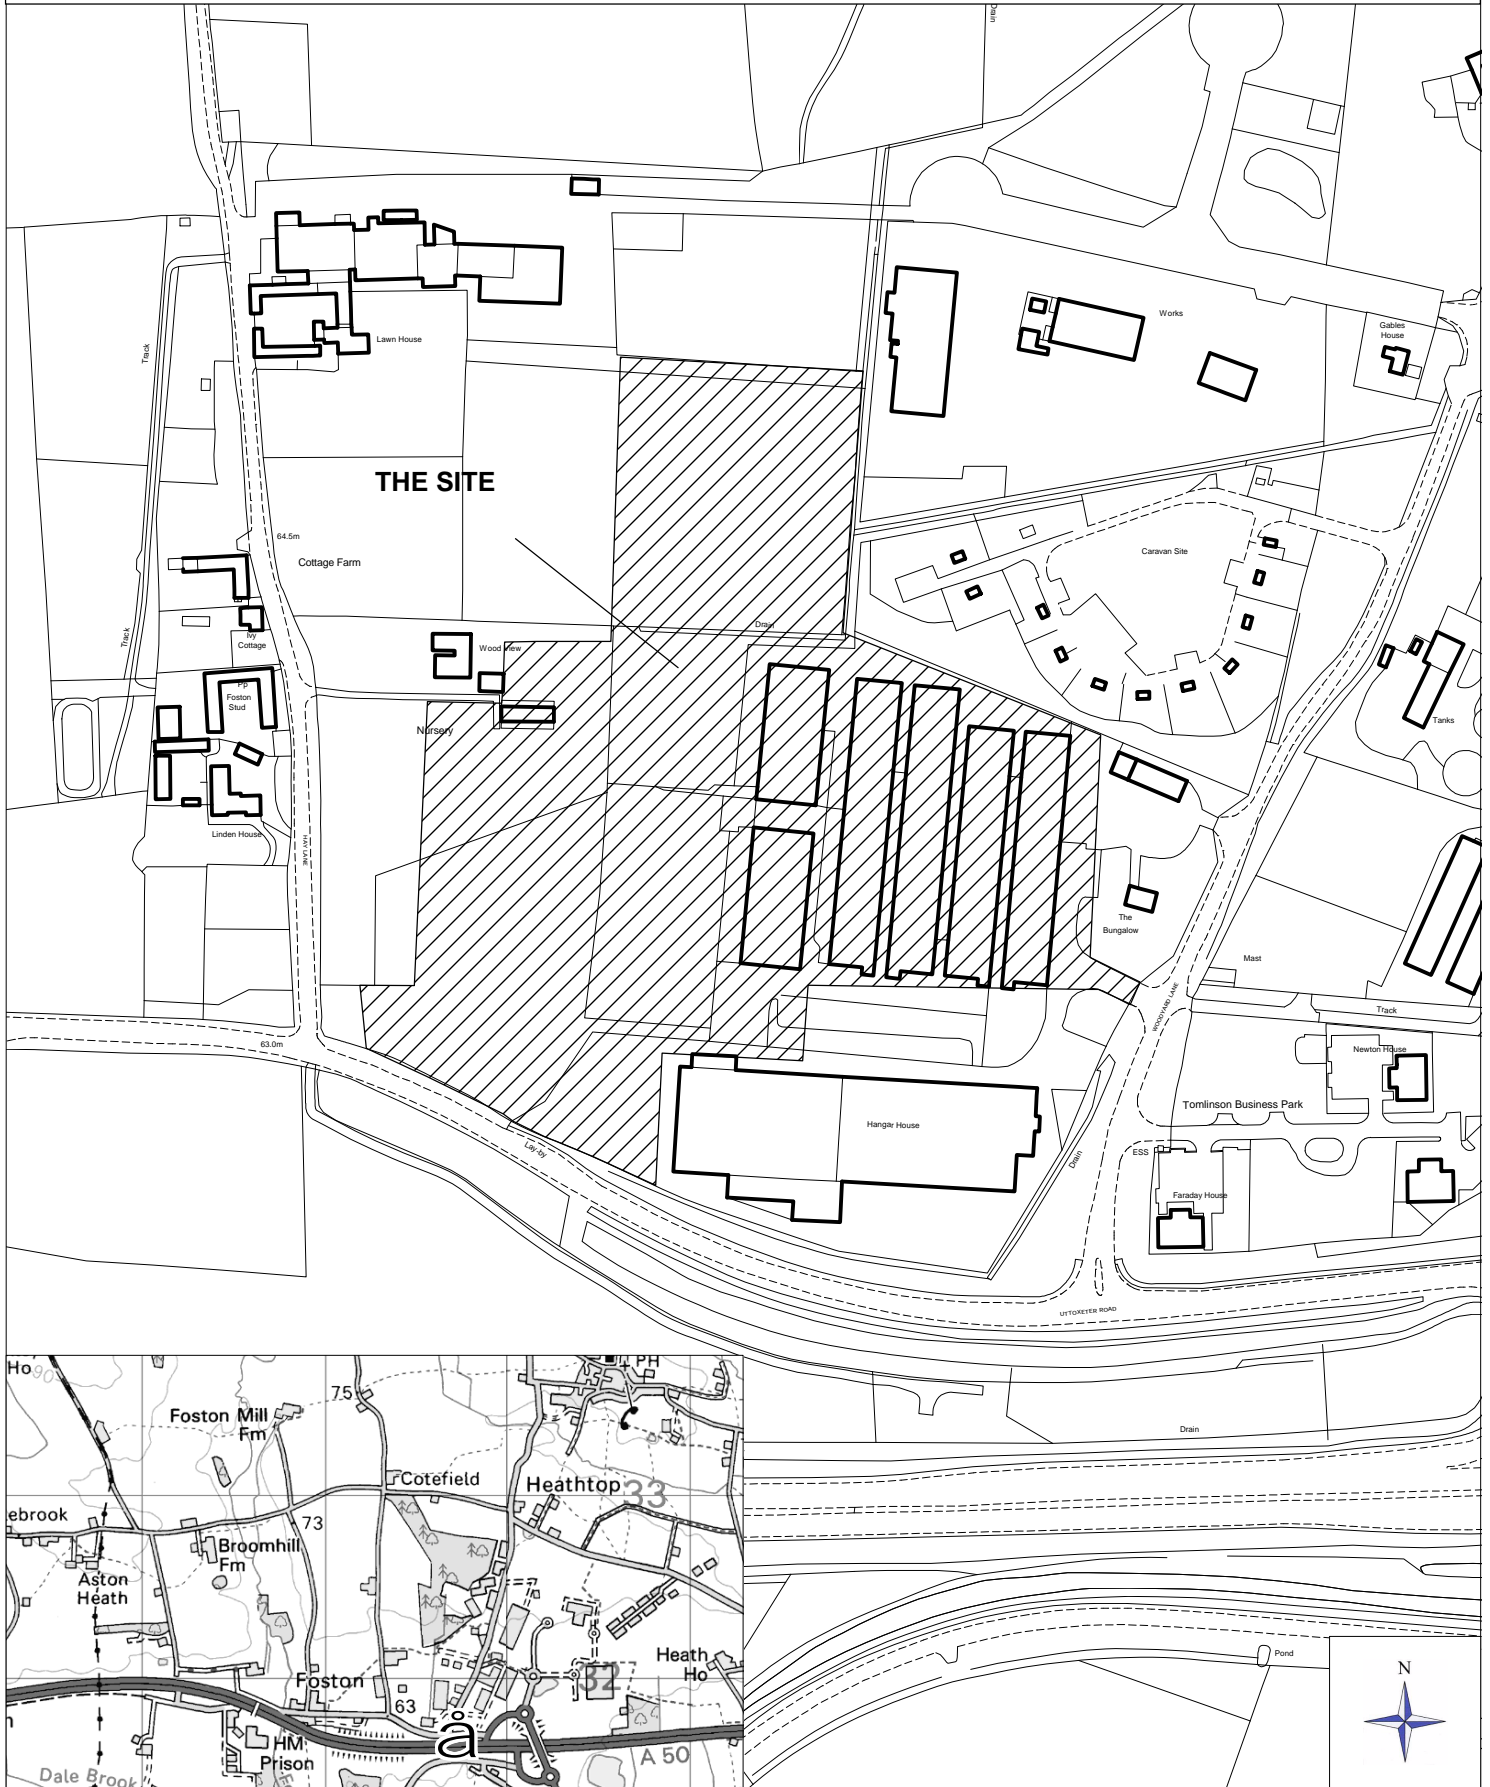 Drain
Lawn House
Works
Gables
House
Track
THE SITE
64.5m
Cottage Farm
Caravan Site
Drain
Ivy
Cottage
Track
Wood View
Pp
Foston
Stud
Nursery
Tanks
Linden House
HAY LANE
The
Bungalow
Mast
WOODYARD LANE
Track
63.0m
Newton House
Tomlinson Business Park
Hangar House
Lay-by
Drain
ESS
Faraday House
UTTOXETER ROAD
Drain
Pond
N
Ho
90
PH
75
Foston Mill
Fm
Cotefield
Heathtop
33
ebrook
73
Broomhill
Fm
Aston
Heath
Heath
Ho
Foston
32
63
å
HM
Prison
A 50
Dale Brook